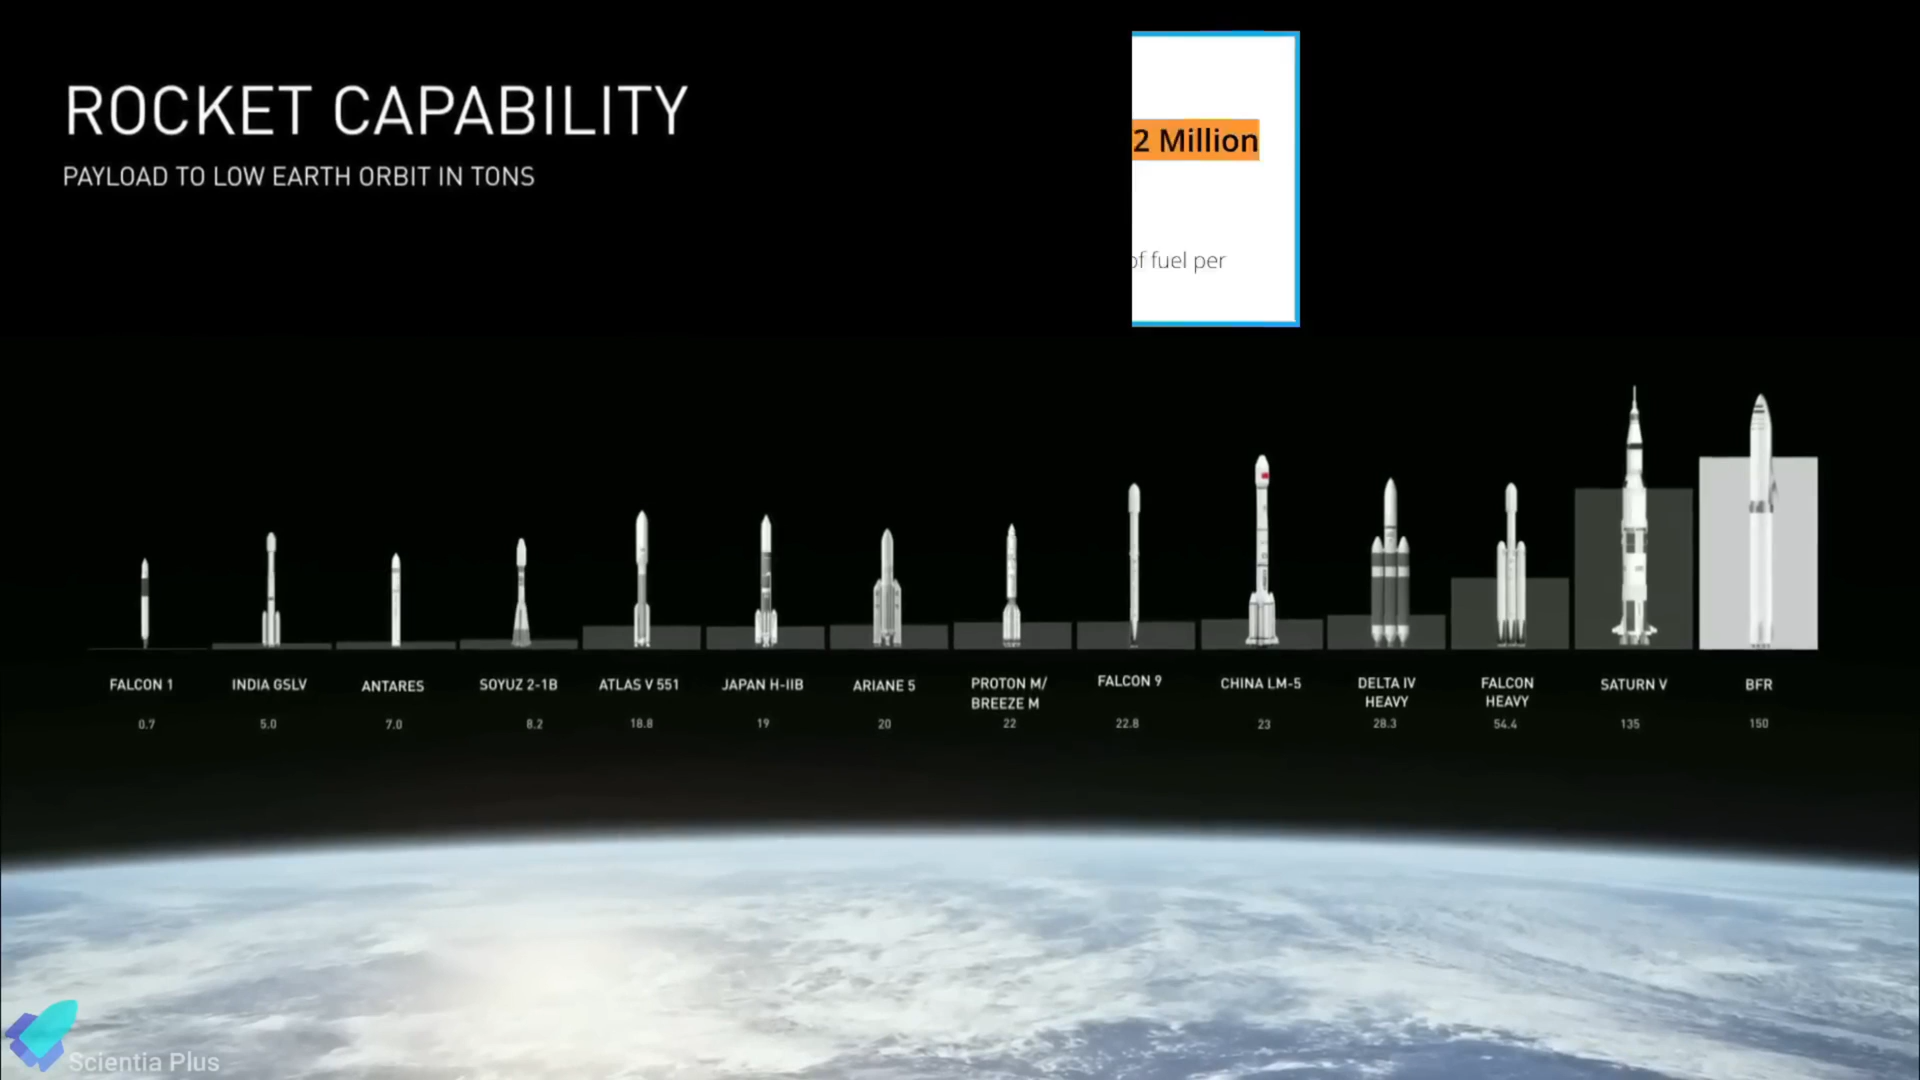 ROCKET CAPABILITY
PAYLOAD TO LOW EARTH ORBIT IN TONS
2 Million
of fuel per
FALCON 1
0.7
INDIA GSLV
5.0
ANTARES
7.0
SOYUZ 2-1B
8.2
ATLAS V 551
18.8
JAPAN H-IIB
19
ARIANE 5
20
PROTON M/
BREEZE M
22
FALCON 9
22.8
CHINA LM-5
23
DELTA IV
HEAVY
28.3
FALCON
HEAVY
54.4
SATURN V
135
BFR
150
Scientia Plus